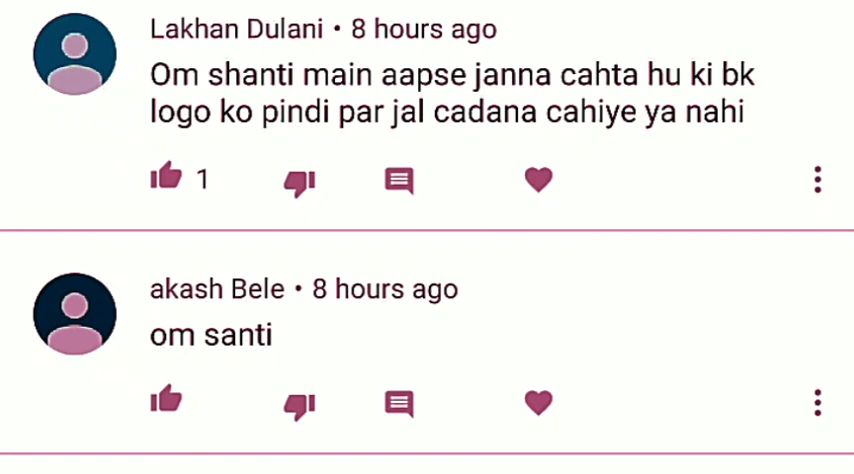 Lakhan Dulani • 8 hours ago
Om shanti main aapse janna cahta hu ki bk
logo ko pindi par jal cadana cahiye ya nahi
1
akash Bele • 8 hours ago
om santi